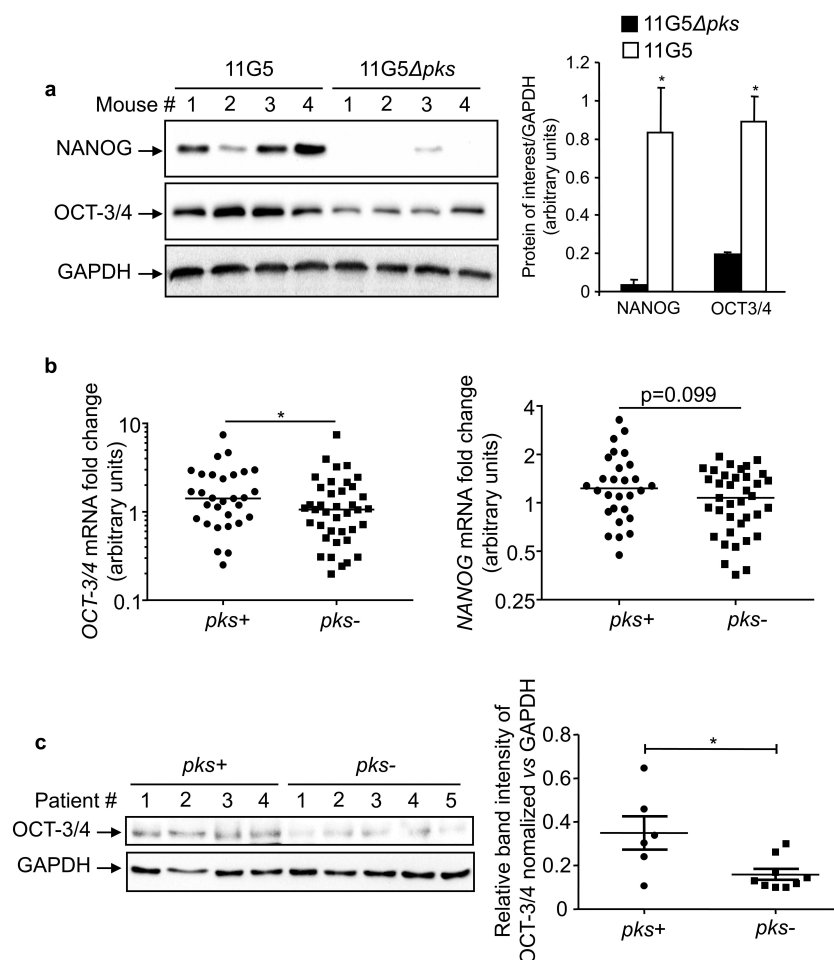 a
11G5 11G5Δpks
Mouse # 1 2 3 4 1 2 3 4
NANOG
OCT-3/4
GAPDH
11G5Δpks
11G5
Protein of interest/GAPDH
(arbitrary units)
1.2
1
0.8
0.6
0.4
0.2
0
* *
NANOG OCT3/4
b
OCT-3/4 mRNA fold change
(arbitrary units)
10
1
0.1
*
pks+ pks-
NANOG mRNA fold change
(arbitrary units)
4
2
1
0.5
0.25
p=0.099
pks+ pks-
c
pks+ pks-
Patient # 1 2 3 4 1 2 3 4 5
OCT-3/4
GAPDH
Relative band intensity of
OCT-3/4 nomalized vs GAPDH
0.8
0.6
0.4
0.2
0
*
pks+ pks-